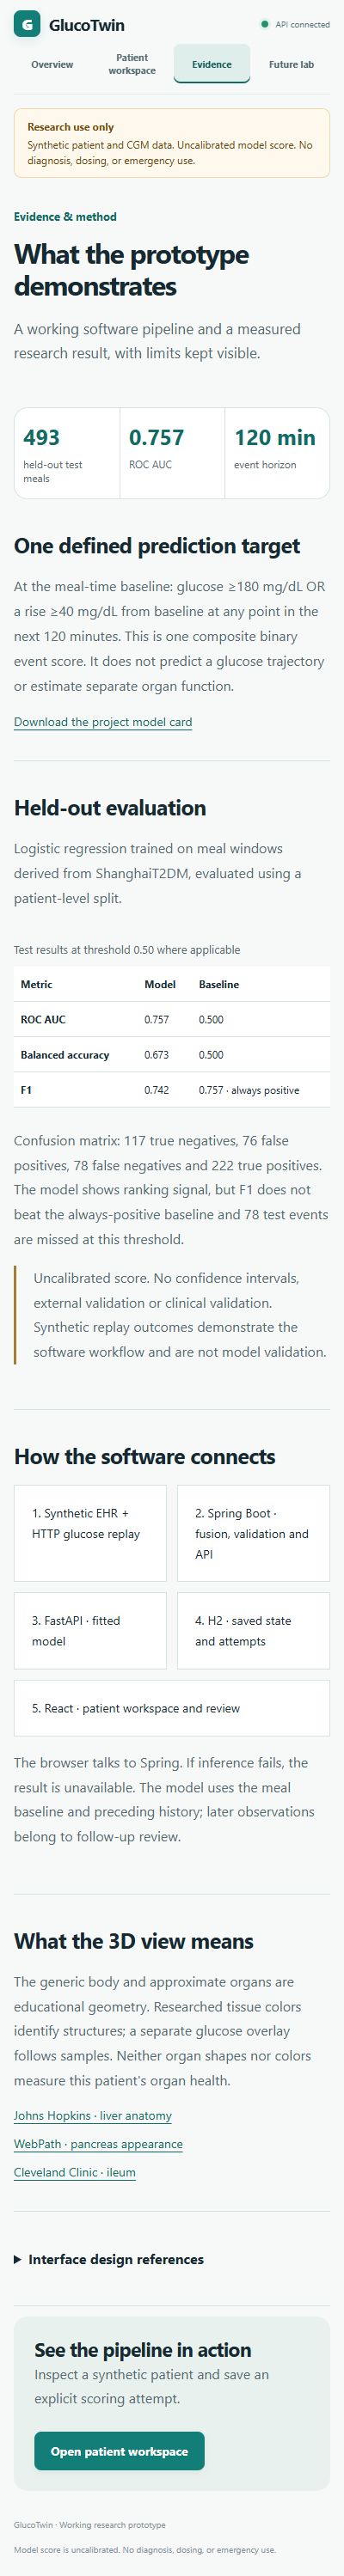 G GlucoTwin
API connected
Overview
Patient
workspace
Evidence
Future lab
Research use only
Synthetic patient and CGM data. Uncalibrated model score. No
diagnosis, dosing, or emergency use.
Evidence & method
What the prototype
demonstrates
A working software pipeline and a measured
research result, with limits kept visible.
493
held-out test
meals
0.757
ROC AUC
120 min
event horizon
One defined prediction target
At the meal-time baseline: glucose ≥180 mg/dL OR
a rise ≥40 mg/dL from baseline at any point in the
next 120 minutes. This is one composite binary
event score. It does not predict a glucose trajectory
or estimate separate organ function.
Download the project model card
Held-out evaluation
Logistic regression trained on meal windows
derived from ShanghaiT2DM, evaluated using a
patient-level split.
Test results at threshold 0.50 where applicable
Metric Model Baseline
ROC AUC 0.757 0.500
Balanced accuracy 0.673 0.500
F1 0.742 0.757 · always positive
Confusion matrix: 117 true negatives, 76 false
positives, 78 false negatives and 222 true positives.
The model shows ranking signal, but F1 does not
beat the always-positive baseline and 78 test events
are missed at this threshold.
Uncalibrated score. No confidence intervals,
external validation or clinical validation.
Synthetic replay outcomes demonstrate the
software workflow and are not model validation.
How the software connects
1. Synthetic EHR +
HTTP glucose replay
2. Spring Boot ·
fusion, validation and
API
3. FastAPI · fitted
model
4. H2 · saved state
and attempts
5. React · patient workspace and review
The browser talks to Spring. If inference fails, the
result is unavailable. The model uses the meal
baseline and preceding history; later observations
belong to follow-up review.
What the 3D view means
The generic body and approximate organs are
educational geometry. Researched tissue colors
identify structures; a separate glucose overlay
follows samples. Neither organ shapes nor colors
measure this patient's organ health.
Johns Hopkins · liver anatomy
WebPath · pancreas appearance
Cleveland Clinic · ileum
Interface design references
See the pipeline in action
Inspect a synthetic patient and save an
explicit scoring attempt.
Open patient workspace
GlucoTwin · Working research prototype
Model score is uncalibrated. No diagnosis, dosing, or emergency use.